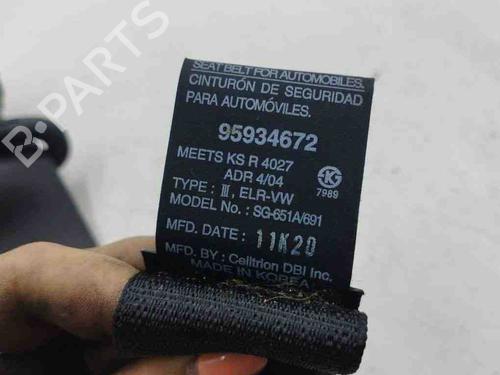 SEAT BELT FOR AUTOMOBILES.
CINTURÓN DE SEGURIDAD
PARA AUTOMÓVILES.
95934672
MEETS KS R 4027
ADR 4/04
TYPE : Ⅲ, ELR-VW
MODEL No. : SG-651A/691
7989
MFD. DATE : 11K20
MFD. BY : Celltrion DBI Inc.
MADE IN KOREA
B-PARTS